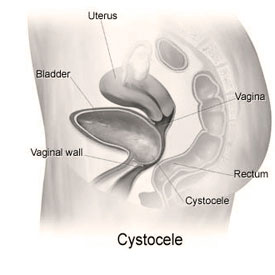 Uterus
Bladder
Vagina
Vaginal wall
Rectum
Cystocele
Cystocele